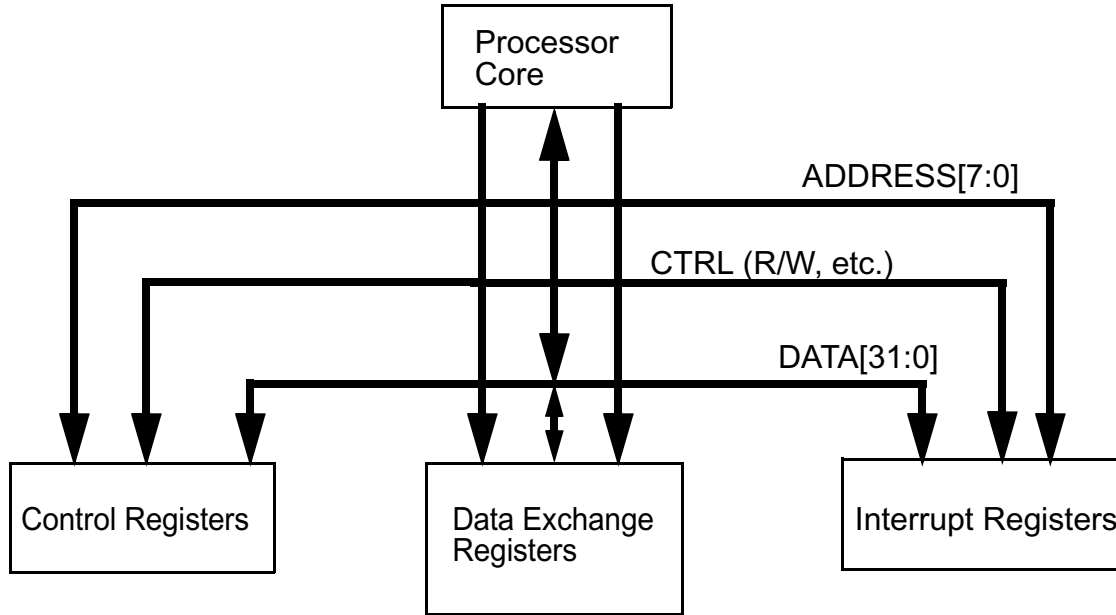 Processor
Core
ADDRESS[7:0]
CTRL (R/W, etc.)
DATA[31:0]
Control Registers
Data Exchange
Registers
Interrupt Registers